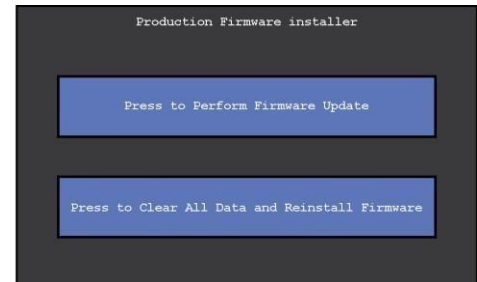 Production Firmware installer
Press to Perform Firmware Update
Press to Clear All Data and Reinstall Firmware